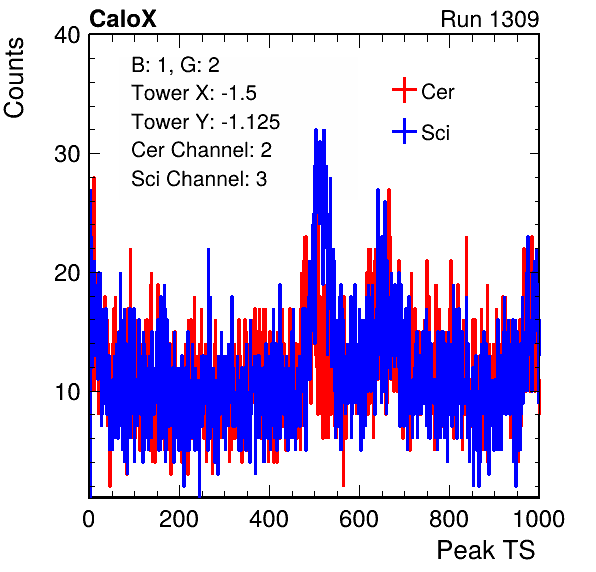 CaloX Run 1309
Counts
40
30
20
10
B: 1, G: 2
Tower X: -1.5
Tower Y: -1.125
Cer Channel: 2
Sci Channel: 3
Cer
Sci
0 200 400 600 800 1000
Peak TS